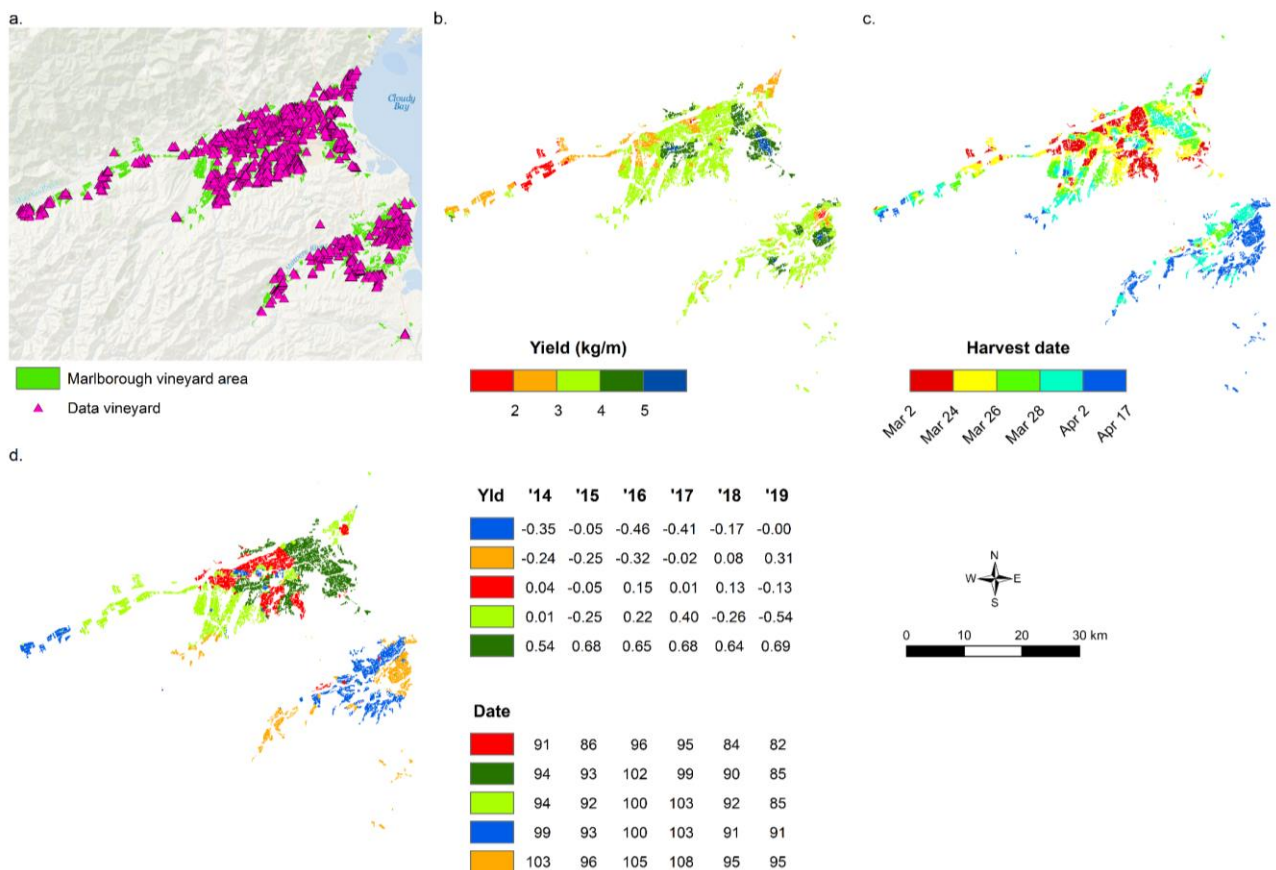 a.
b.
c.
Cloudy
Bay
Marlborough vineyard area
Data vineyard
Yield (kg/m)
2 3 4 5
Harvest date
Mar 2 Mar 24 Mar 26 Mar 28 Apr 2 Apr 17
d.
Yld '14 '15 '16 '17 '18 '19
-0.35 -0.05 -0.46 -0.41 -0.17 -0.00
-0.24 -0.25 -0.32 -0.02 0.08 0.31
0.04 -0.05 0.15 0.01 0.13 -0.13
0.01 -0.25 0.22 0.40 -0.26 -0.54
0.54 0.68 0.65 0.68 0.64 0.69
Date
91 86 96 95 84 82
94 93 102 99 90 85
94 92 100 103 92 85
99 93 100 103 91 91
103 96 105 108 95 95
N
W E
S
0 10 20 30 km